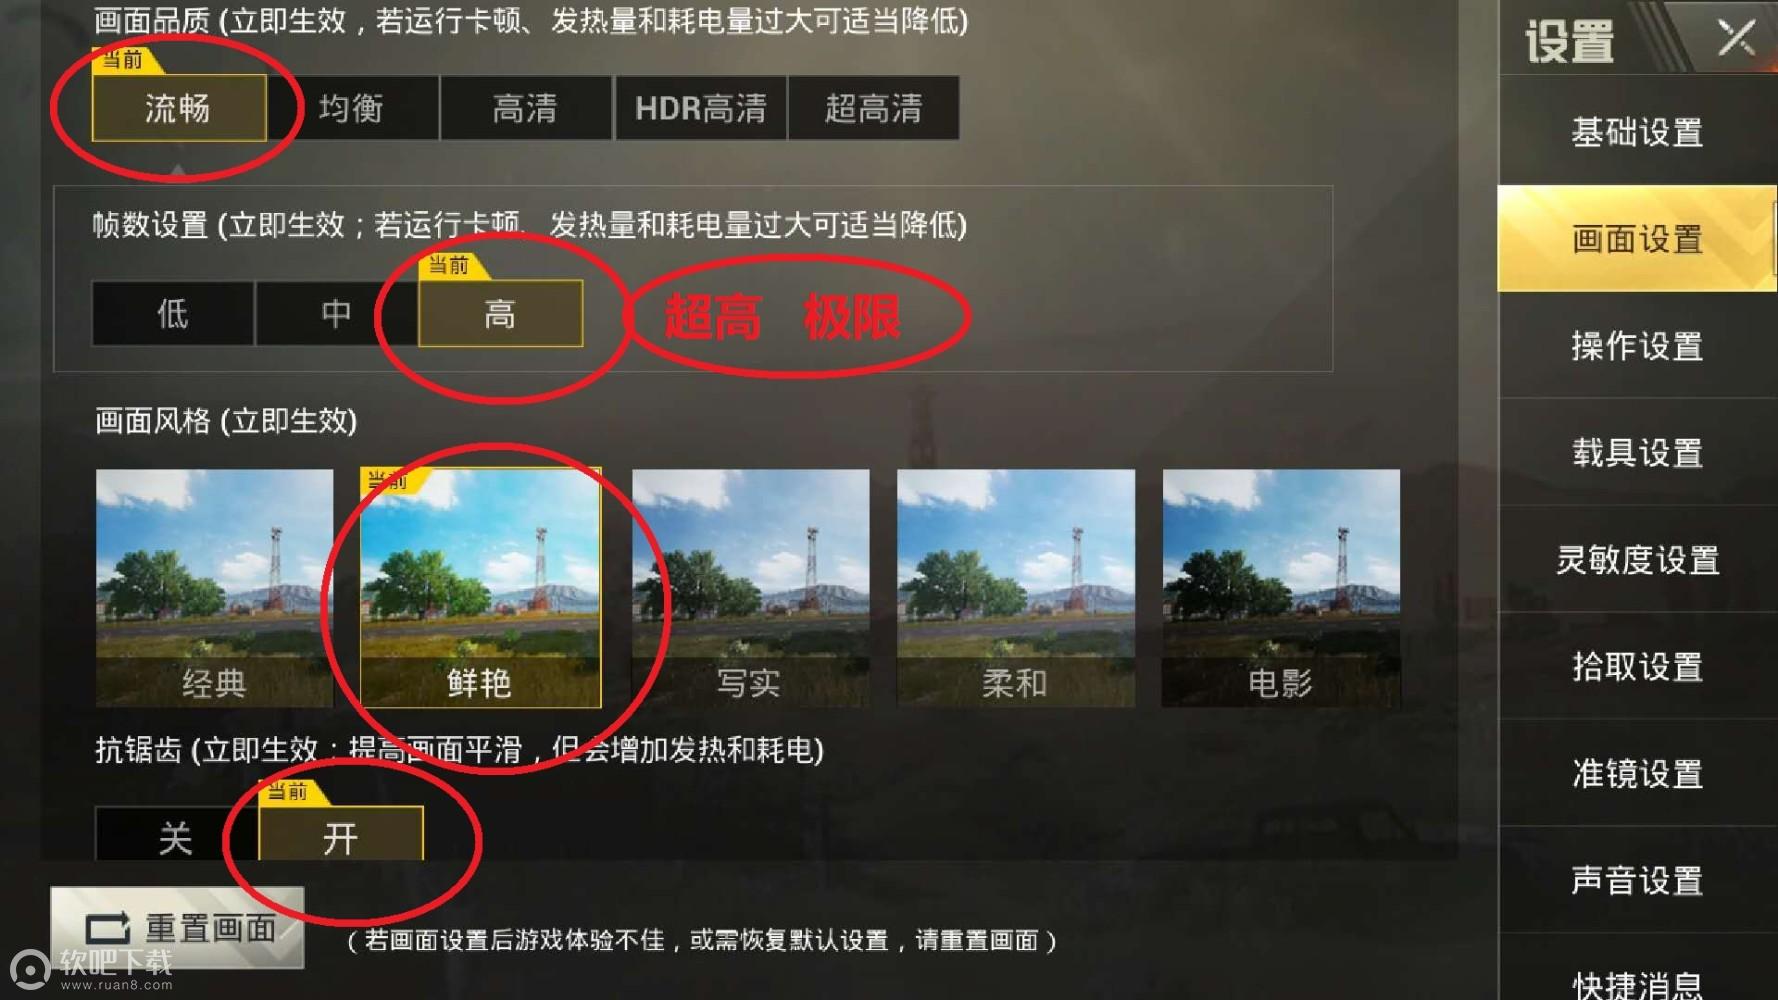 画面品质 (立即生效，若运行卡顿、发热量和耗电量过大可适当降低)
当前
流畅 均衡 高清 HDR高清 超高清
帧数设置 (立即生效；若运行卡顿、发热量和耗电量过大可适当降低)
当前
低 中 高 超高 极限
画面风格 (立即生效)
当前
经典 鲜艳 写实 柔和 电影
抗锯齿 (立即生效；提高画面平滑，但会增加发热和耗电)
当前
关 开
重置画面
（若画面设置后游戏体验不佳，或需恢复默认设置，请重置画面）
软吧下载
www.ruan8.com
设置
基础设置
画面设置
操作设置
载具设置
灵敏度设置
拾取设置
准镜设置
声音设置
快捷消息